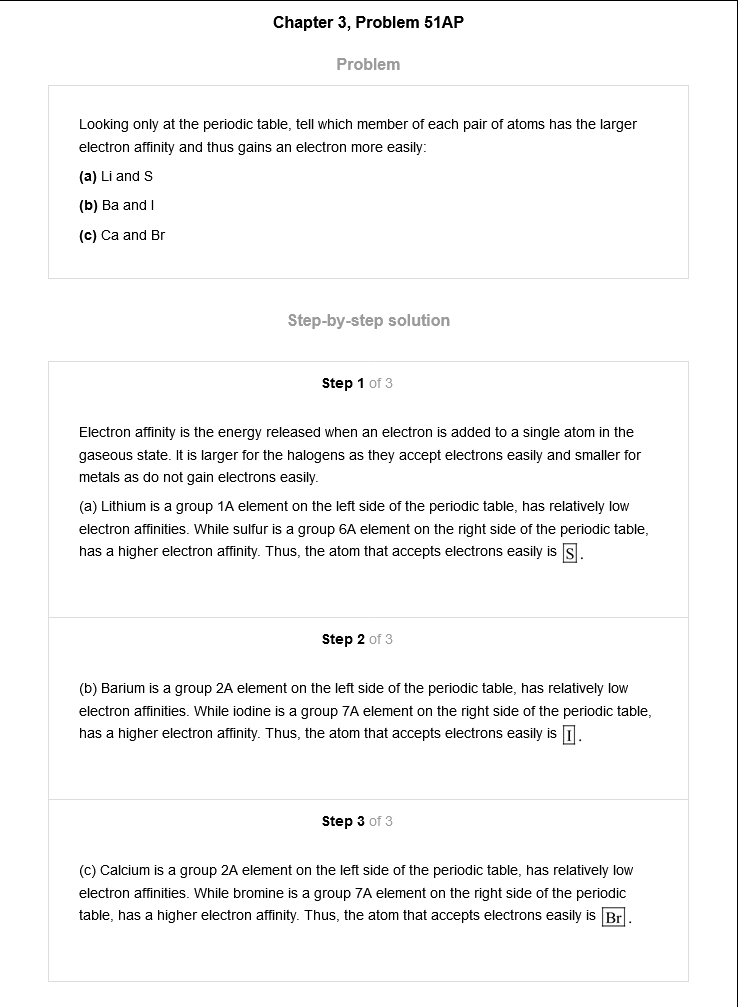 Chapter 3, Problem 51AP
Problem
Looking only at the periodic table, tell which member of each pair of atoms has the larger
electron affinity and thus gains an electron more easily:
(a) Li and S
(b) Ba and I
(c) Ca and Br
Step-by-step solution
Step 1 of 3
Electron affinity is the energy released when an electron is added to a single atom in the
gaseous state. It is larger for the halogens as they accept electrons easily and smaller for
metals as do not gain electrons easily.
(a) Lithium is a group 1A element on the left side of the periodic table, has relatively low
electron affinities. While sulfur is a group 6A element on the right side of the periodic table,
has a higher electron affinity. Thus, the atom that accepts electrons easily is S.
Step 2 of 3
(b) Barium is a group 2A element on the left side of the periodic table, has relatively low
electron affinities. While iodine is a group 7A element on the right side of the periodic table,
has a higher electron affinity. Thus, the atom that accepts electrons easily is I.
Step 3 of 3
(c) Calcium is a group 2A element on the left side of the periodic table, has relatively low
electron affinities. While bromine is a group 7A element on the right side of the periodic
table, has a higher electron affinity. Thus, the atom that accepts electrons easily is Br.